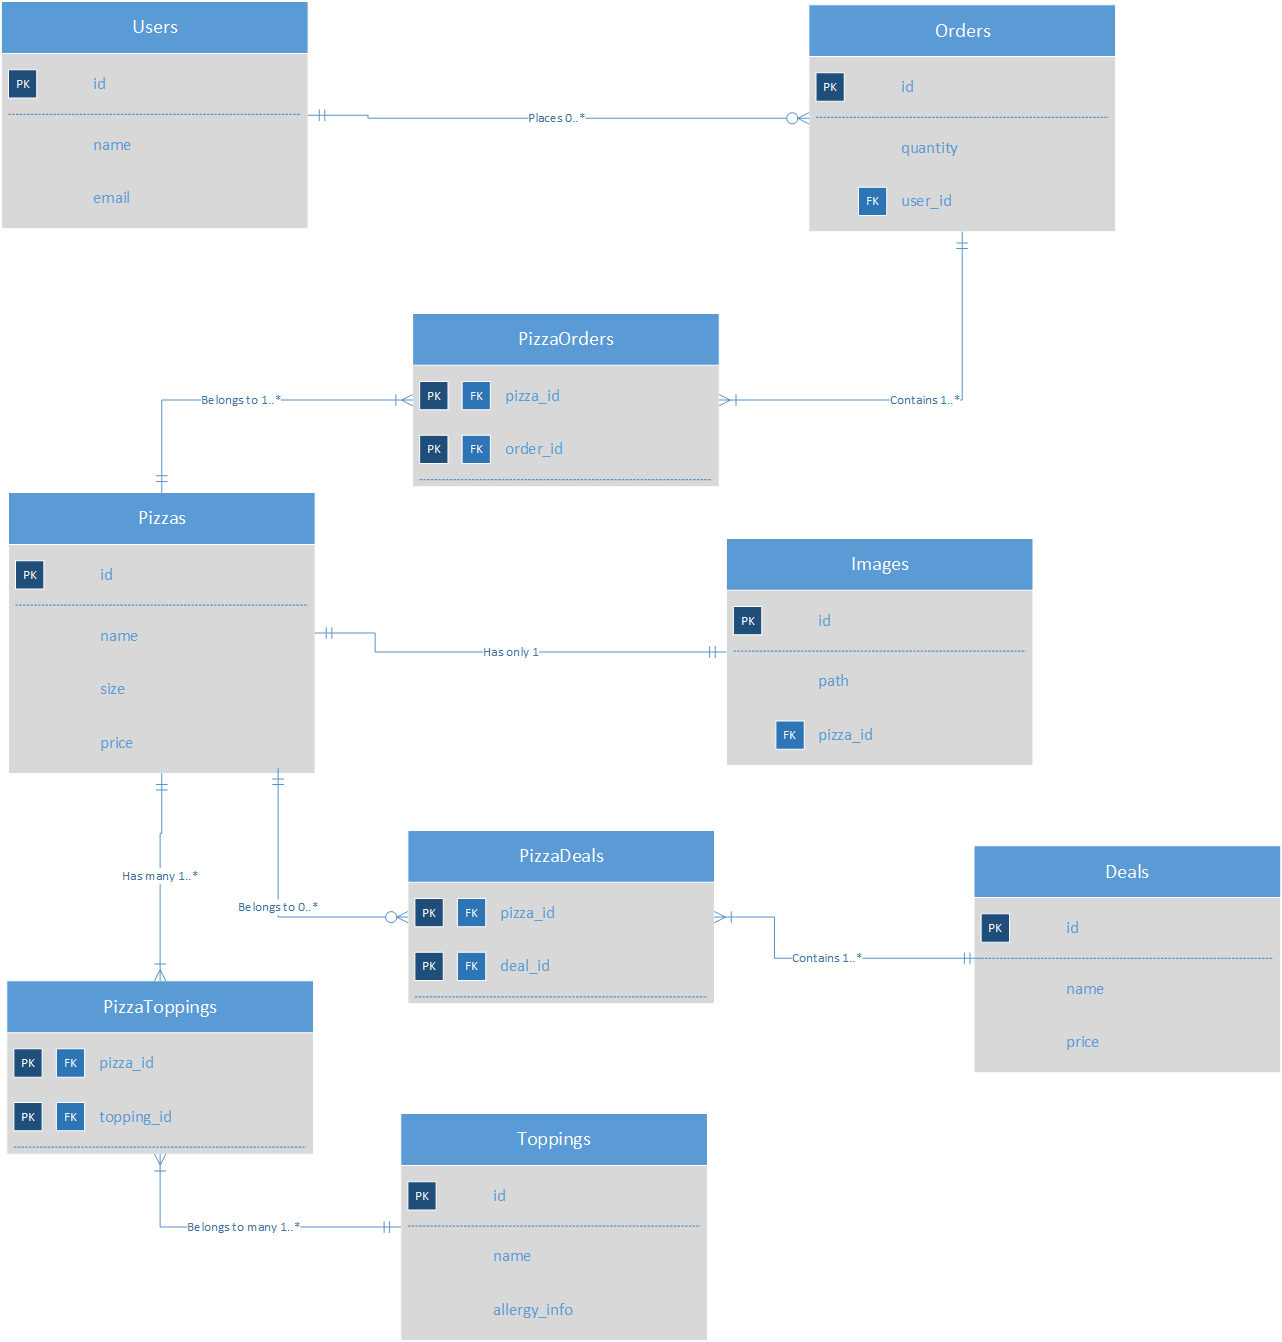 Users
PK id
name
email
Places 0..*
Orders
PK id
quantity
FK user_id
PizzaOrders
PK FK pizza_id
PK FK order_id
Belongs to 1..*
Contains 1..*
Pizzas
PK id
name
size
price
Has only 1
Images
PK id
path
FK pizza_id
Has many 1..*
Belongs to 0..*
PizzaDeals
PK FK pizza_id
PK FK deal_id
Contains 1..*
Deals
PK id
name
price
PizzaToppings
PK FK pizza_id
PK FK topping_id
Belongs to many 1..*
Toppings
PK id
name
allergy_info